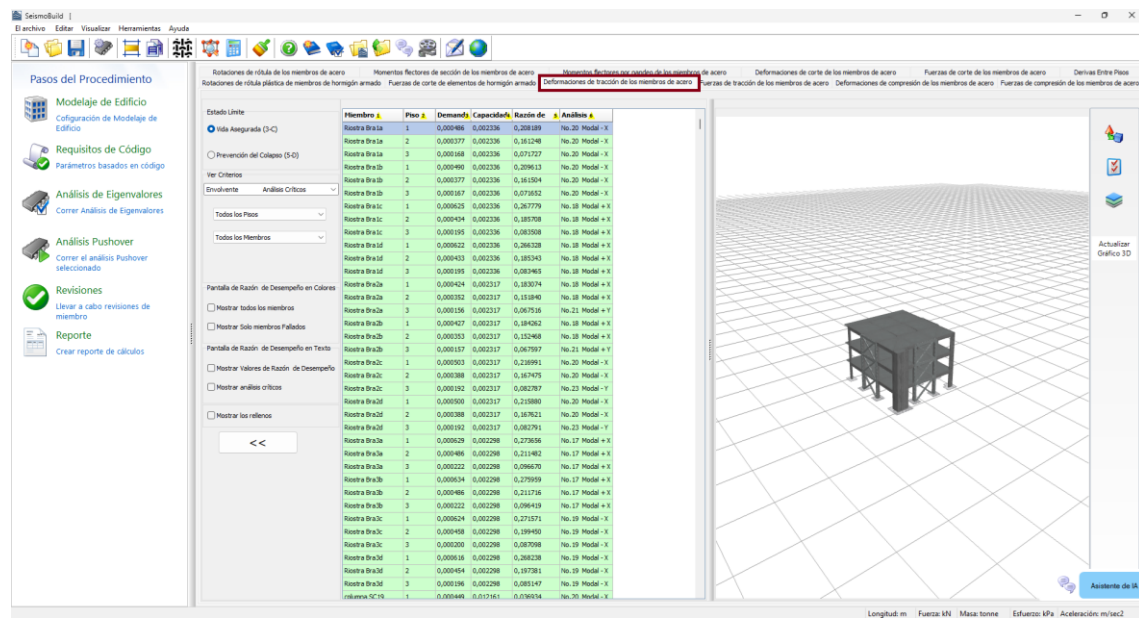 SeismoBuild |
El archivo Editar Visualizar Herramientas Ayuda
Pasos del Procedimiento
Modelaje de Edificio
Cofiguración de Modelaje de
Edificio
Requisitos de Código
Parámetros basados en código
Análisis de Eigenvalores
Correr Análisis de Eigenvalores
Análisis Pushover
Correr el análisis Pushover
seleccionado
Revisiones
Llevar a cabo revisiones de
miembro
Reporte
Crear reporte de cálculos
Rotaciones de rótula de los miembros de acero Momentos flectores de sección de los miembros de acero Momentos flectores por pandeo de los miembros de acero Deformaciones de corte de los miembros de acero Fuerzas de corte de los miembros de acero Derivas Entre Pisos
Rotaciones de rótula plástica de miembros de hormigón armado Fuerzas de corte de elementos de hormigón armado Deformaciones de tracción de los miembros de acero Fuerzas de tracción de los miembros de acero Deformaciones de compresión de los miembros de acero Fuerzas de compresión de los miembros de acero
Estado Límite
Vida Asegurada (3-C)
Prevención del Colapso (5-D)
Ver Criterios
Envolvente Análisis Críticos
Todos los Pisos
Todos los Miembros
Pantalla de Razón de Desempeño en Colores
Mostrar todos los miembros
Mostrar Solo miembros Fallados
Pantalla de Razón de Desempeño en Texto
Mostrar Valores de Razón de Desempeño
Mostrar análisis críticos
Mostrar los rellenos
<<
Miembro 1 Piso 2 Demand 3 Capacidad 4 Razón de 5 Análisis 6
Riostra Bra1a 1 0,000486 0,002336 0,208189 No.20 Modal - X
Riostra Bra1a 2 0,000377 0,002336 0,161248 No.20 Modal - X
Riostra Bra1a 3 0,000168 0,002336 0,071727 No.20 Modal - X
Riostra Bra1b 1 0,000490 0,002336 0,209613 No.20 Modal - X
Riostra Bra1b 2 0,000377 0,002336 0,161504 No.20 Modal - X
Riostra Bra1b 3 0,000167 0,002336 0,071652 No.20 Modal - X
Riostra Bra1c 1 0,000625 0,002336 0,267779 No.18 Modal + X
Riostra Bra1c 2 0,000434 0,002336 0,185708 No.18 Modal + X
Riostra Bra1c 3 0,000195 0,002336 0,083508 No.18 Modal + X
Riostra Bra1d 1 0,000622 0,002336 0,266328 No.18 Modal + X
Riostra Bra1d 2 0,000433 0,002336 0,185343 No.18 Modal + X
Riostra Bra1d 3 0,000195 0,002336 0,083465 No.18 Modal + X
Riostra Bra2a 1 0,000424 0,002317 0,183074 No.18 Modal + X
Riostra Bra2a 2 0,000352 0,002317 0,151840 No.18 Modal + X
Riostra Bra2a 3 0,000156 0,002317 0,067516 No.21 Modal + Y
Riostra Bra2b 1 0,000427 0,002317 0,184262 No.18 Modal + X
Riostra Bra2b 2 0,000353 0,002317 0,152468 No.18 Modal + X
Riostra Bra2b 3 0,000157 0,002317 0,067597 No.21 Modal + Y
Riostra Bra2c 1 0,000503 0,002317 0,216991 No.20 Modal - X
Riostra Bra2c 2 0,000388 0,002317 0,167475 No.20 Modal - X
Riostra Bra2c 3 0,000192 0,002317 0,082787 No.23 Modal - Y
Riostra Bra2d 1 0,000500 0,002317 0,215880 No.20 Modal - X
Riostra Bra2d 2 0,000388 0,002317 0,167621 No.20 Modal - X
Riostra Bra2d 3 0,000192 0,002317 0,082791 No.23 Modal - Y
Riostra Bra3a 1 0,000629 0,002298 0,273656 No.17 Modal + X
Riostra Bra3a 2 0,000486 0,002298 0,211482 No.17 Modal + X
Riostra Bra3a 3 0,000222 0,002298 0,096670 No.17 Modal + X
Riostra Bra3b 1 0,000634 0,002298 0,275959 No.17 Modal + X
Riostra Bra3b 2 0,000486 0,002298 0,211716 No.17 Modal + X
Riostra Bra3b 3 0,000222 0,002298 0,096419 No.17 Modal + X
Riostra Bra3c 1 0,000624 0,002298 0,271571 No.19 Modal - X
Riostra Bra3c 2 0,000458 0,002298 0,199450 No.19 Modal - X
Riostra Bra3c 3 0,000200 0,002298 0,087098 No.19 Modal - X
Riostra Bra3d 1 0,000616 0,002298 0,268238 No.19 Modal - X
Riostra Bra3d 2 0,000454 0,002298 0,197381 No.19 Modal - X
Riostra Bra3d 3 0,000196 0,002298 0,085147 No.19 Modal - X
columna SC19 1 0,000449 0,012161 0,036934 No.20 Modal - X
Actualizar
Gráfico 3D
Asistente de IA
Longitud: m Fuerza: kN Masa: tonne Esfuerzo: kPa Aceleración: m/sec2